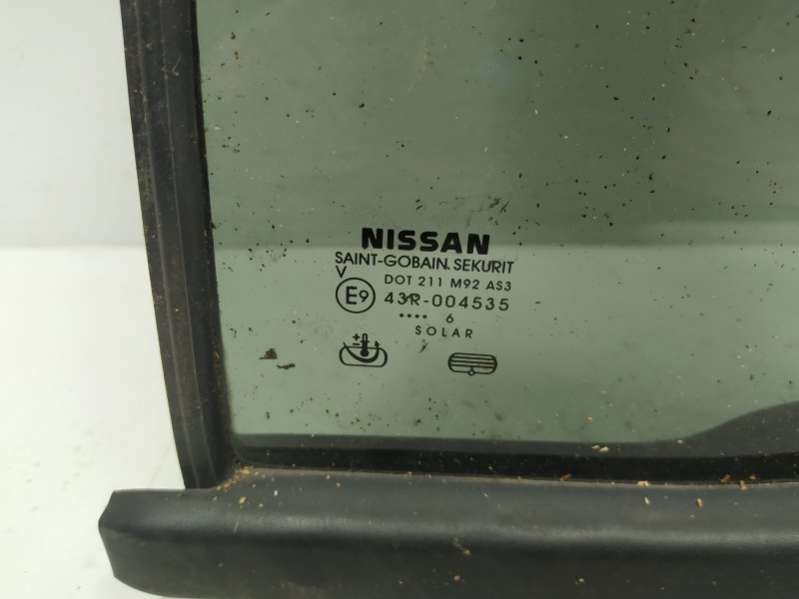 NISSAN
SAINT-GOBAIN. SEKURIT
V
DOT 211 M92 AS3
E9 43R-004535
.... 6
SOLAR